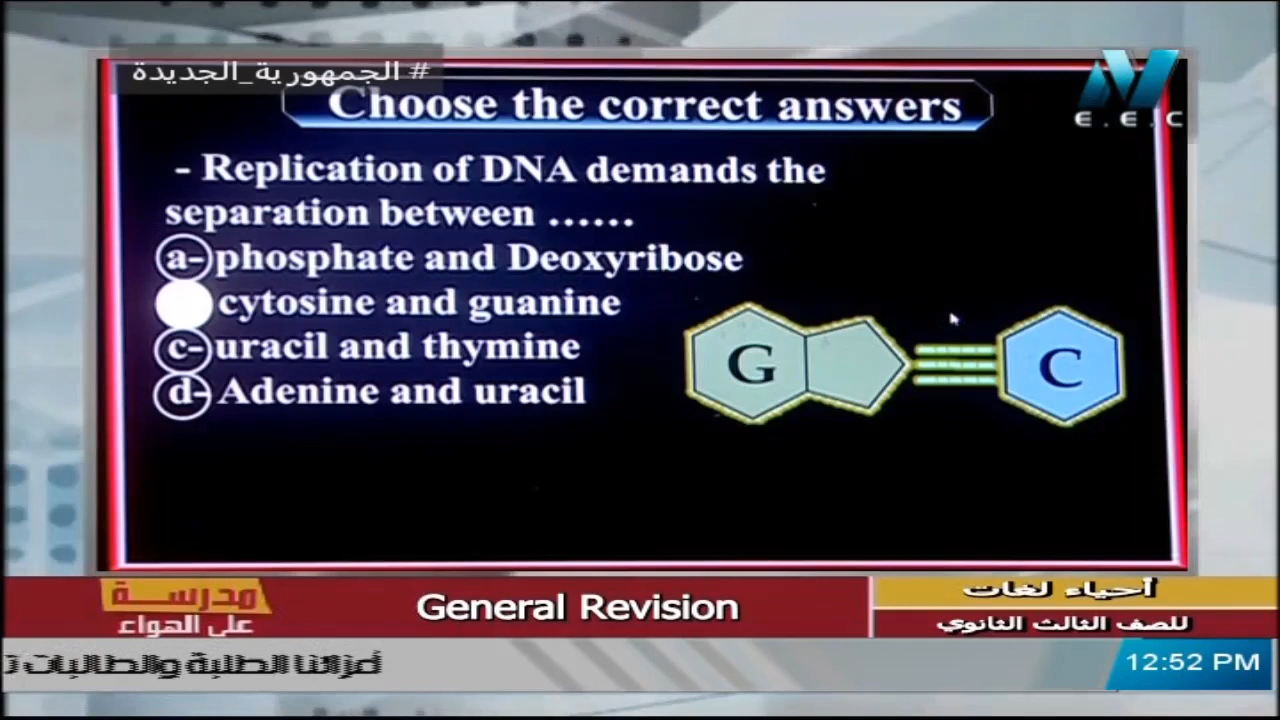 # الجمهورية_الجديدة
E.E.C
Choose the correct answers
- Replication of DNA demands the
separation between ......
a- phosphate and Deoxyribose
cytosine and guanine
c- uracil and thymine
d- Adenine and uracil
G
C
مدرسة
على الهواء
General Revision
أحياء لغات
للصف الثالث الثانوي
أعزائنا الطلبة والطالبات
12:52 PM